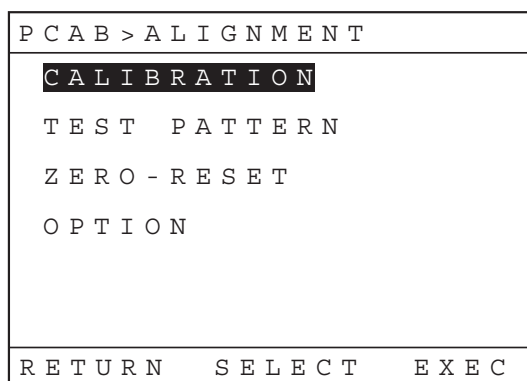 PCAB>ALIGNMENT
CALIBRATION
TEST PATTERN
ZERO-RESET
OPTION
RETURN SELECT EXEC